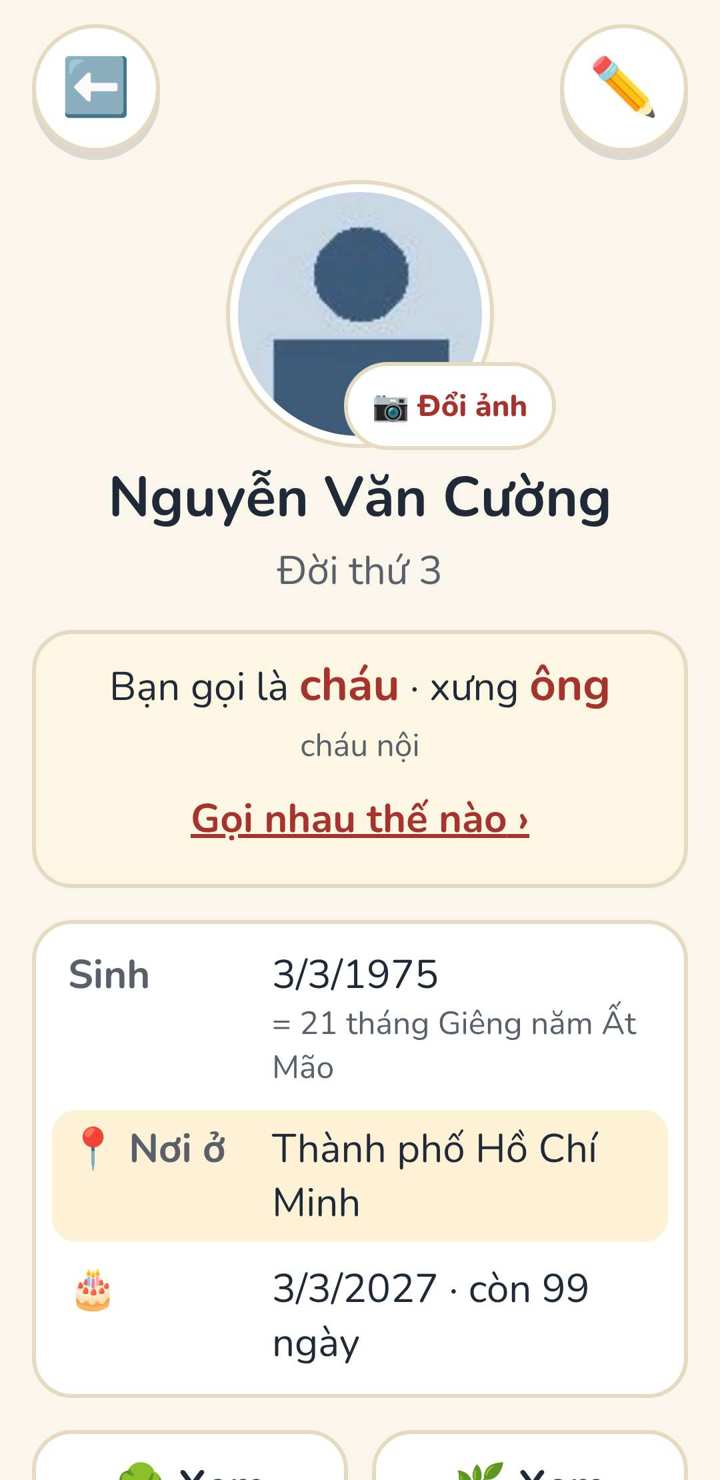 Đổi ảnh
Nguyễn Văn Cường
Đời thứ 3
Bạn gọi là cháu · xưng ông
cháu nội
Gọi nhau thế nào ›
Sinh
3/3/1975
= 21 tháng Giêng năm Ất
Mão
Nơi ở
Thành phố Hồ Chí
Minh
3/3/2027 · còn 99
ngày
Xem
Xem